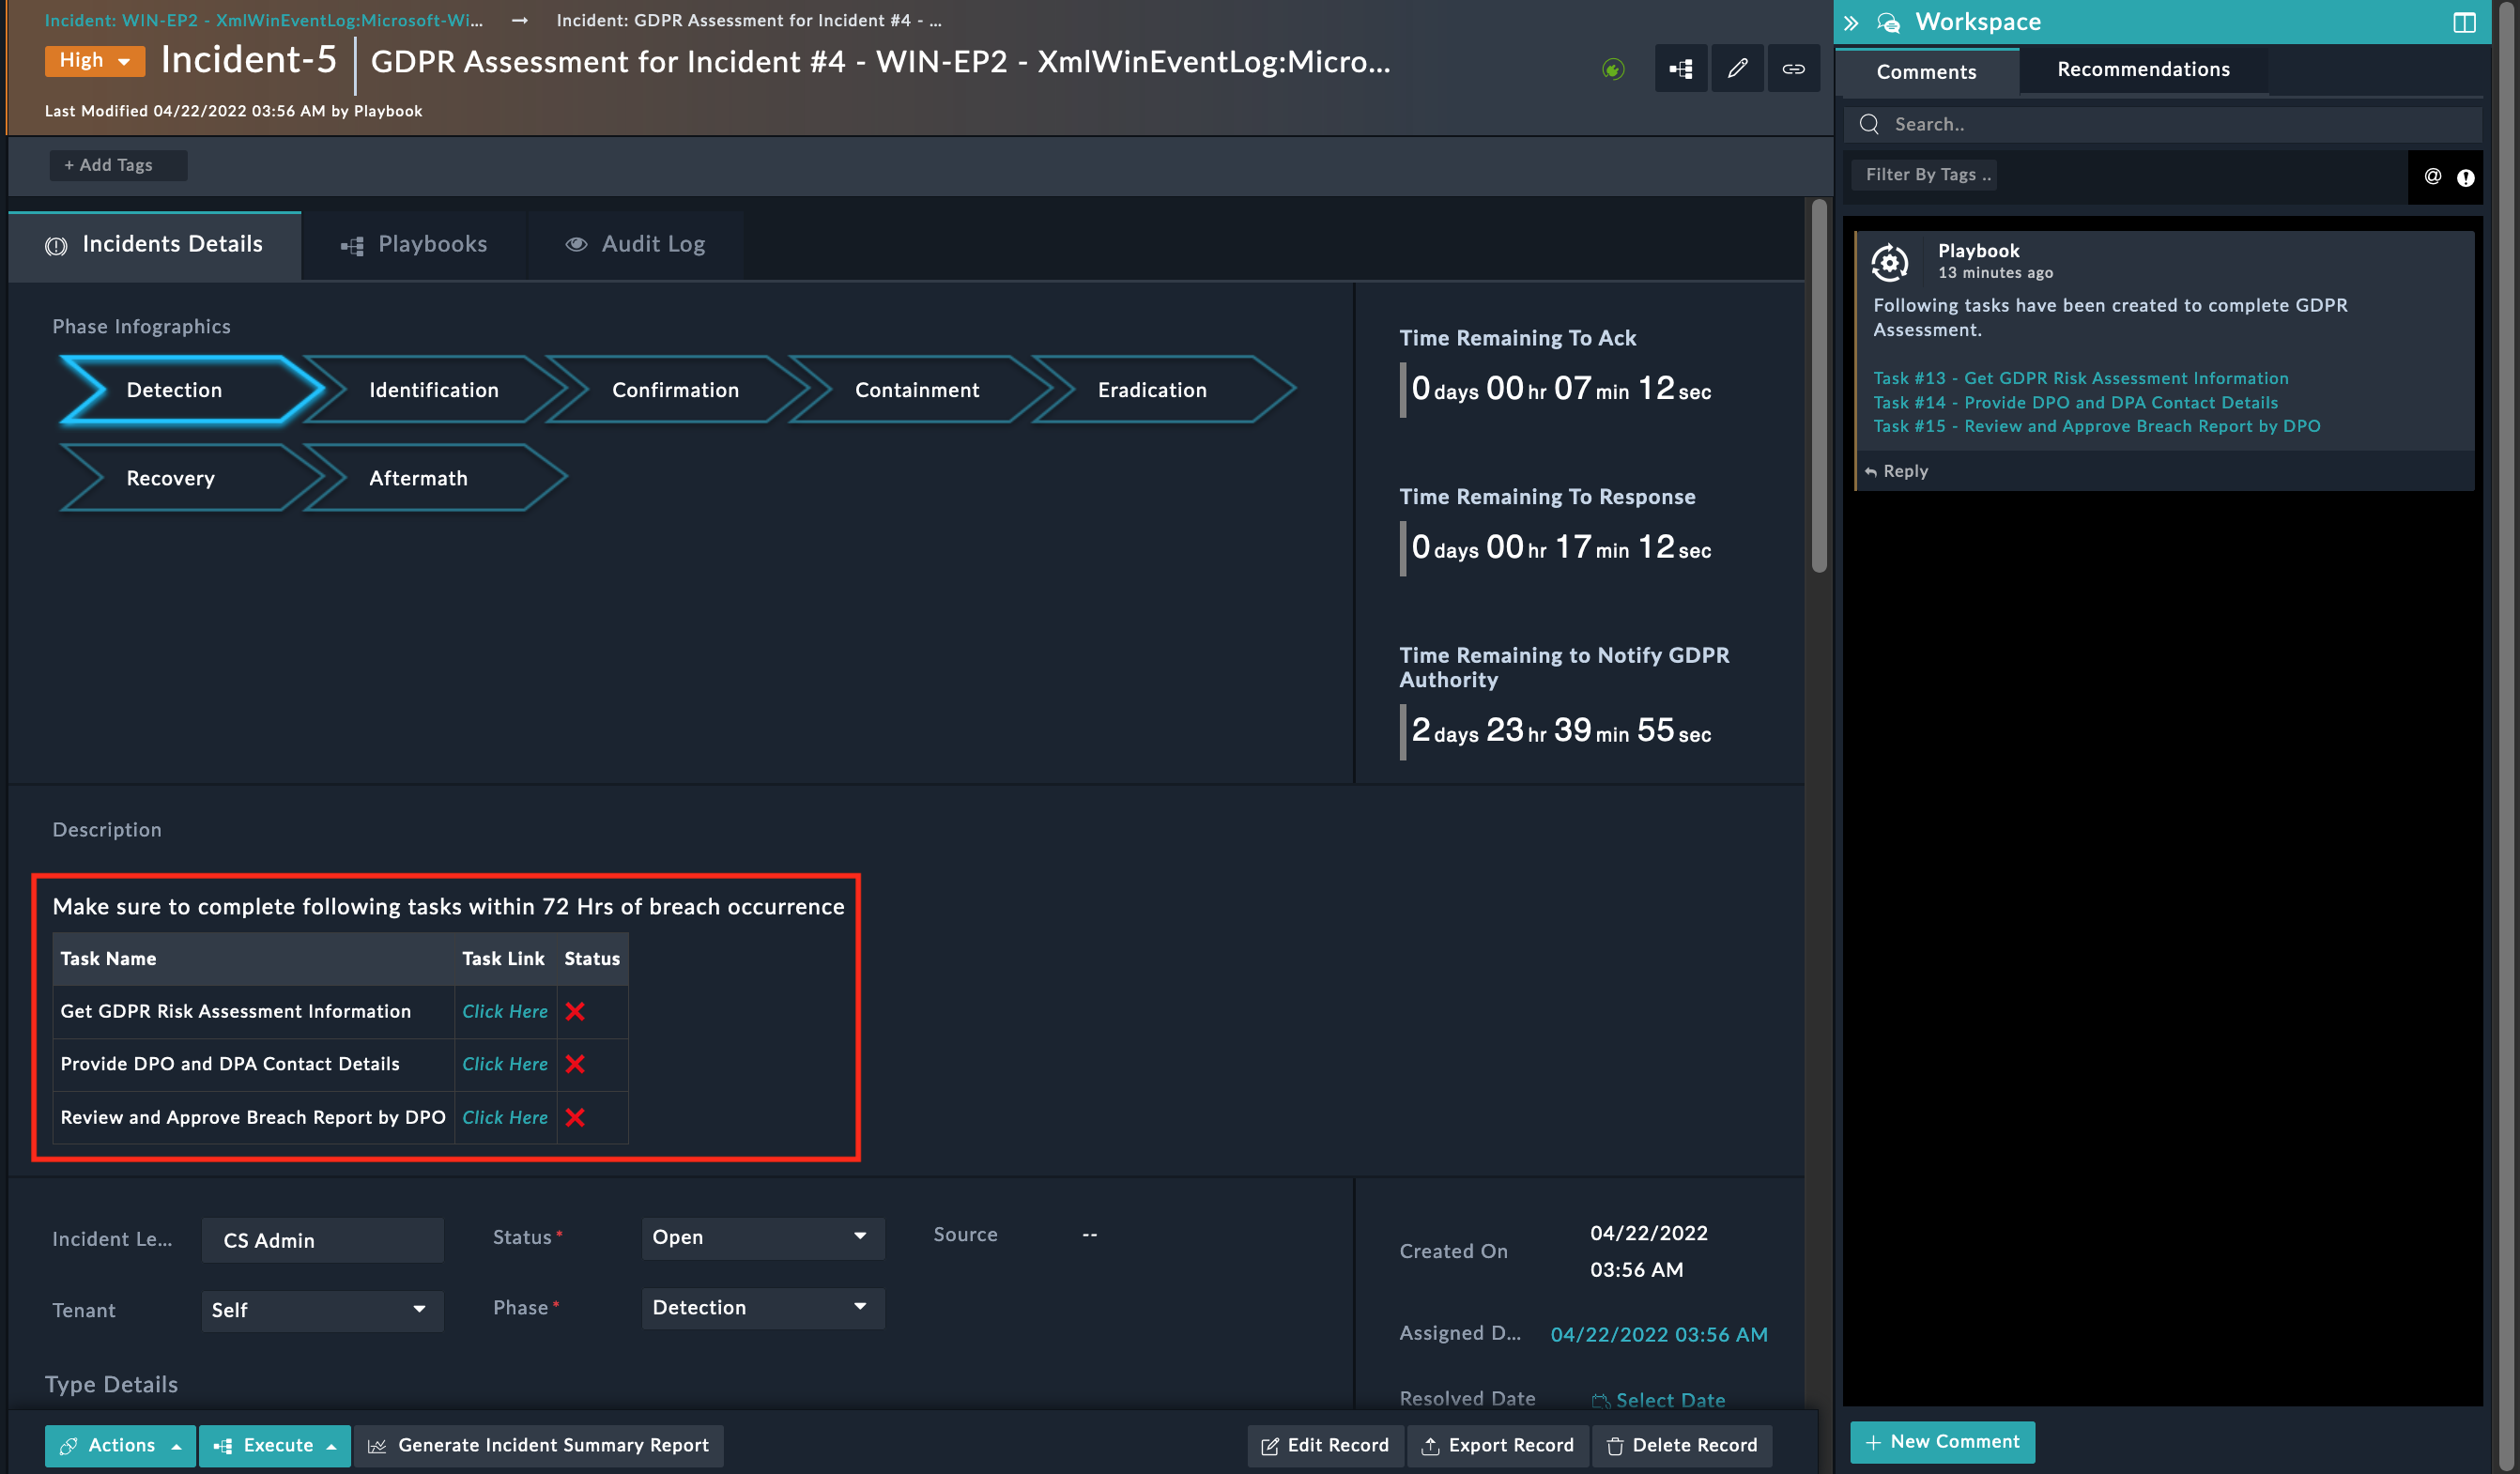 Incident: WIN-EP2 - XmlWinEventLog:Microsoft-Wi... → Incident: GDPR Assessment for Incident #4 - ...
High Incident-5 GDPR Assessment for Incident #4 - WIN-EP2 - XmlWinEventLog:Micro...
Last Modified 04/22/2022 03:56 AM by Playbook
+ Add Tags
Incidents Details Playbooks Audit Log
Phase Infographics
Detection Identification Confirmation Containment Eradication
Recovery Aftermath
Time Remaining To Ack
0 days 00 hr 07 min 12 sec
Time Remaining To Response
0 days 00 hr 17 min 12 sec
Time Remaining to Notify GDPR
Authority
2 days 23 hr 39 min 55 sec
Description
Make sure to complete following tasks within 72 Hrs of breach occurrence
Task Name Task Link Status
Get GDPR Risk Assessment Information Click Here
Provide DPO and DPA Contact Details Click Here
Review and Approve Breach Report by DPO Click Here
Incident Le... CS Admin Status* Open Source --
Tenant Self Phase* Detection
Type Details
Created On 04/22/2022
03:56 AM
Assigned D... 04/22/2022 03:56 AM
Resolved Date Select Date
Actions Execute Generate Incident Summary Report Edit Record Export Record Delete Record
Workspace
Comments Recommendations
Search..
Filter By Tags .. @
Playbook
13 minutes ago
Following tasks have been created to complete GDPR
Assessment.
Task #13 - Get GDPR Risk Assessment Information
Task #14 - Provide DPO and DPA Contact Details
Task #15 - Review and Approve Breach Report by DPO
Reply
+ New Comment